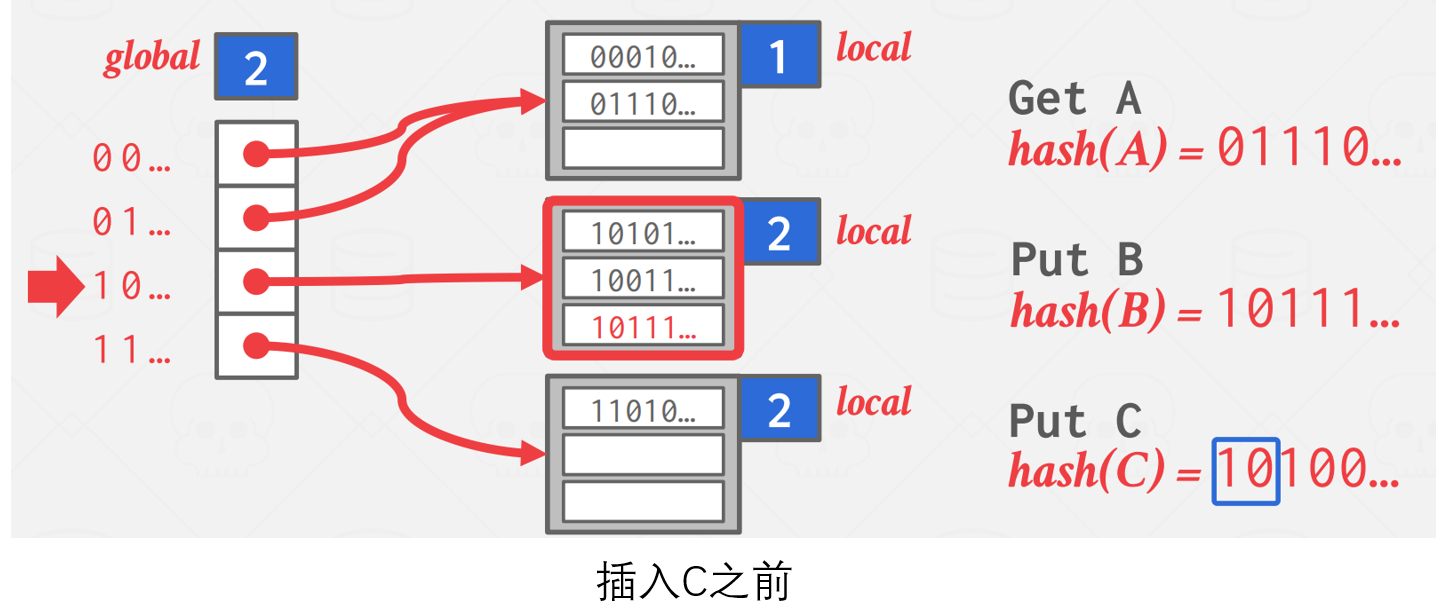 global 2
00…
01…
10…
11…
00010…
01110…
1 local
10101…
10011…
10111…
2 local
11010…
2 local
Get A
hash(A) = 01110…
Put B
hash(B) = 10111…
Put C
hash(C) = 10100…
插入C之前